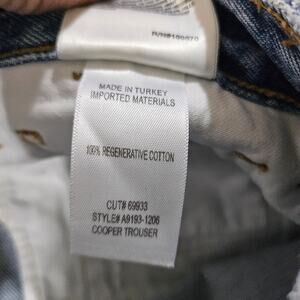 MADE IN TURKEY
IMPORTED MATERIALS
100% REGENERATIVE COTTON
CUT# 69933
STYLE# A9193-1206
COOPER TROUSER